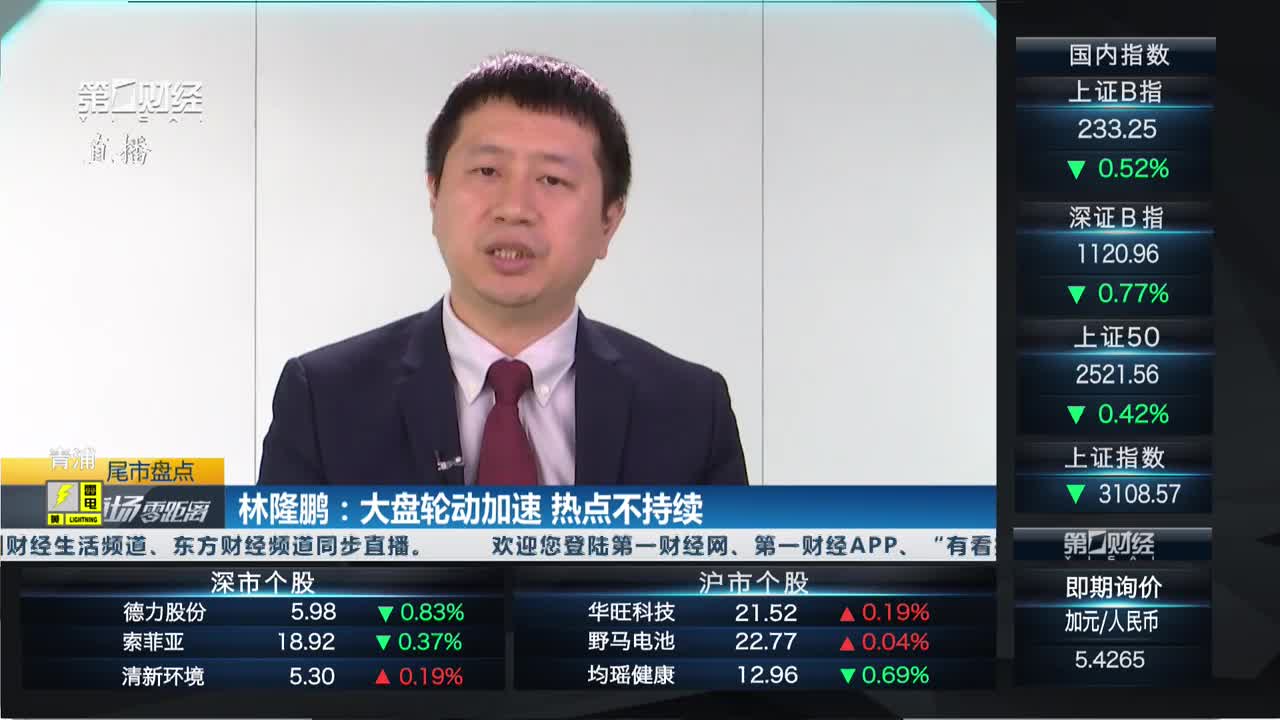 第一财经
YICAI
直播
青浦
尾市盘点
黄
雷电
LIGHTNING
市场零距离
林隆鹏：大盘轮动加速 热点不持续
财经生活频道、东方财经频道同步直播。 欢迎您登陆第一财经网、第一财经APP、“有看
深市个股
德力股份 5.98 ▼0.83%
索菲亚 18.92 ▼0.37%
清新环境 5.30 ▲0.19%
沪市个股
华旺科技 21.52 ▲0.19%
野马电池 22.77 ▲0.04%
均瑶健康 12.96 ▼0.69%
国内指数
上证B指
233.25
▼ 0.52%
深证B指
1120.96
▼ 0.77%
上证50
2521.56
▼ 0.42%
上证指数
▼ 3108.57
第一财经
YICAI
即期询价
加元/人民币
5.4265